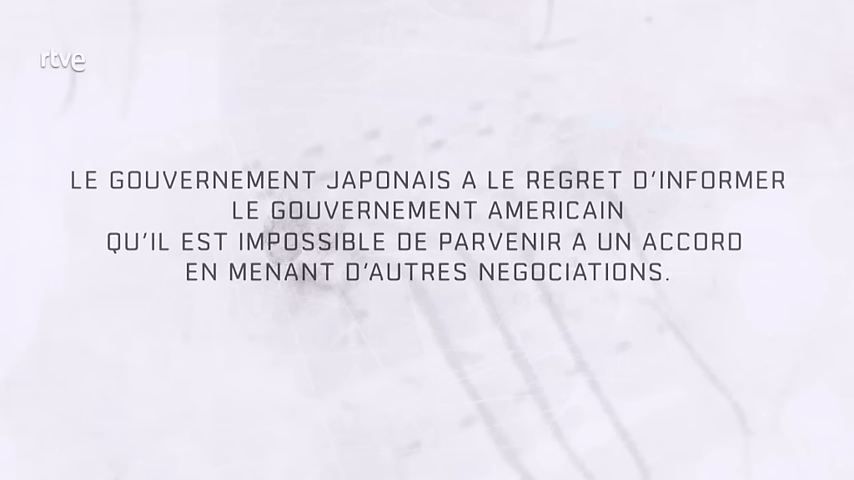 rtve
LE GOUVERNEMENT JAPONAIS A LE REGRET D'INFORMER
LE GOUVERNEMENT AMERICAIN
QU'IL EST IMPOSSIBLE DE PARVENIR A UN ACCORD
EN MENANT D'AUTRES NEGOCIATIONS.